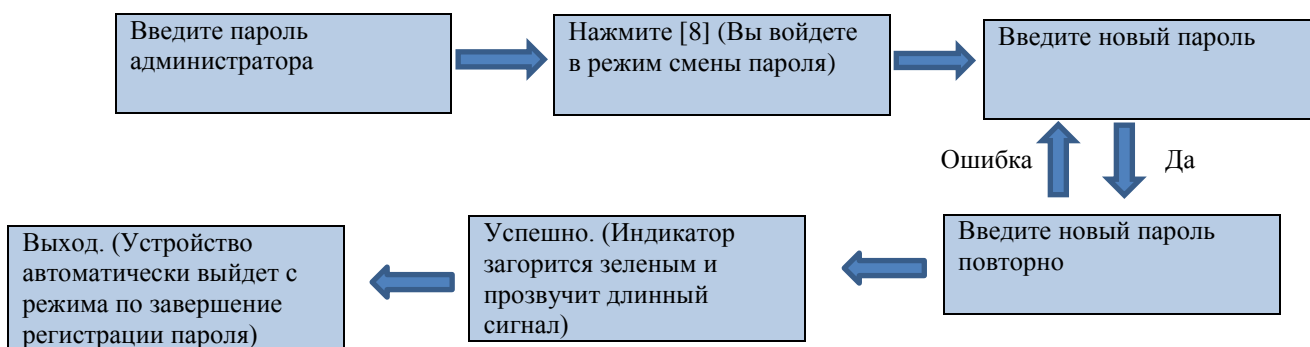 Введите пароль
администратора
Нажмите [8] (Вы войдете
в режим смены пароля)
Введите новый пароль
Ошибка
Да
Введите новый пароль
повторно
Успешно. (Индикатор
загорится зеленым и
прозвучит длинный
сигнал)
Выход. (Устройство
автоматически выйдет с
режима по завершение
регистрации пароля)